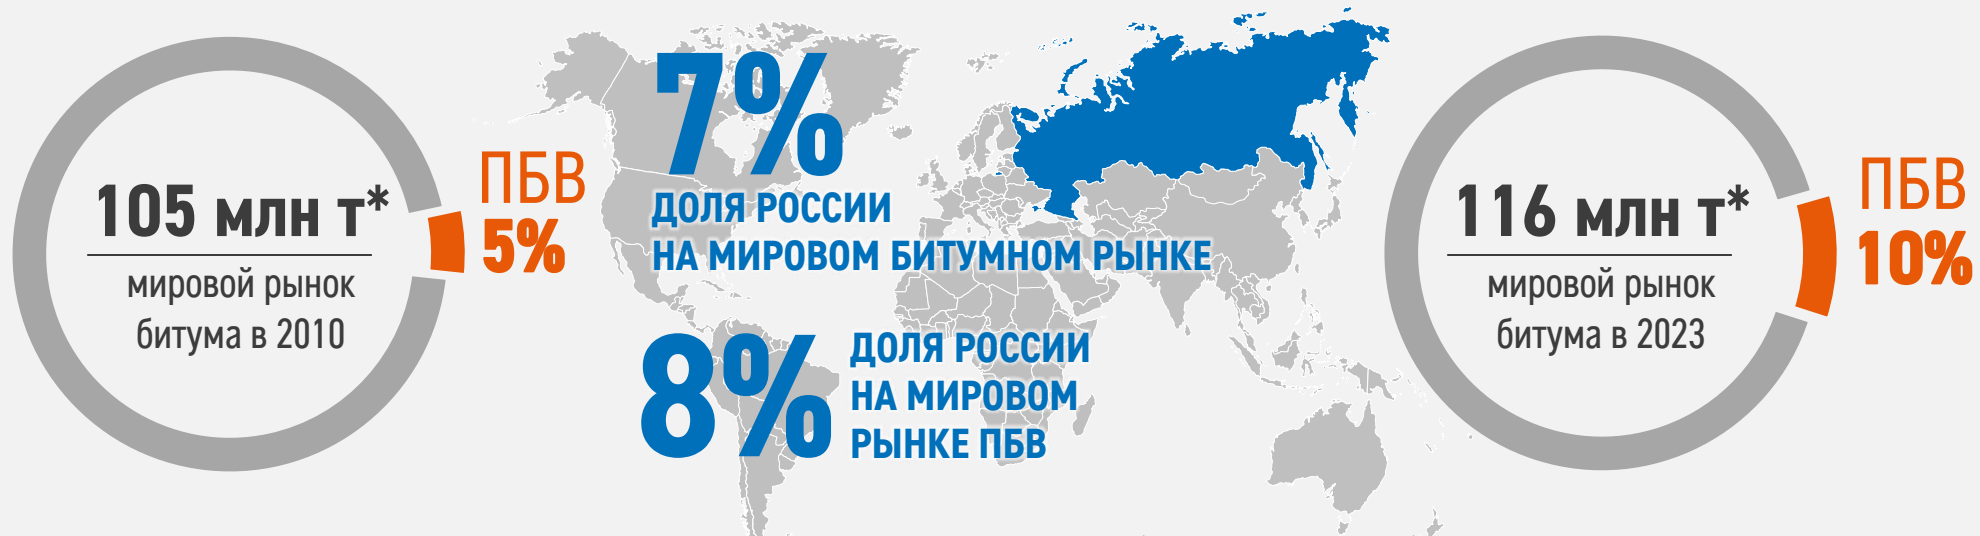 105 млн т*
мировой рынок
битума в 2010
ПБВ
5%
7%
ДОЛЯ РОССИИ
НА МИРОВОМ БИТУМНОМ РЫНКЕ
8%
ДОЛЯ РОССИИ
НА МИРОВОМ
РЫНКЕ ПБВ
116 млн т*
мировой рынок
битума в 2023
ПБВ
10%